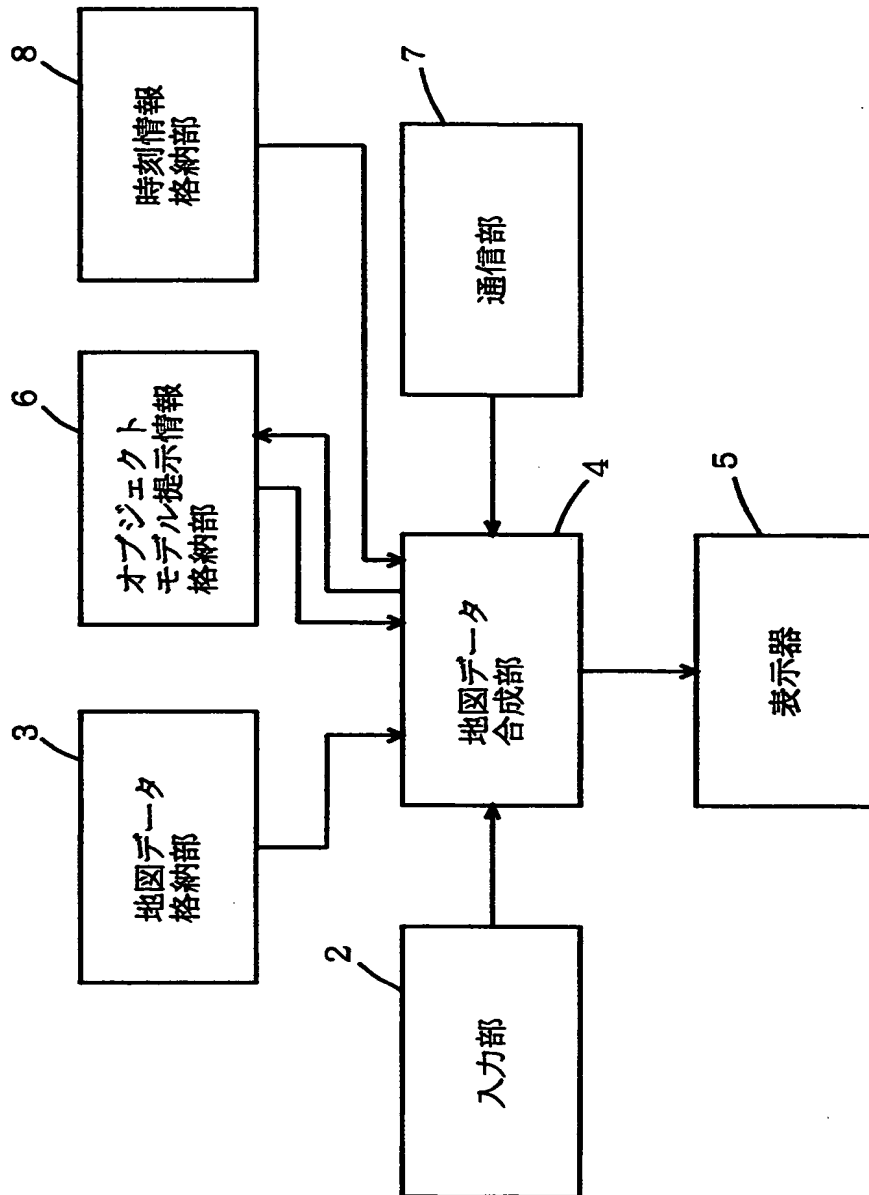 3
地図データ
格納部
6
オブジェクト
モデル提示情報
格納部
8
時刻情報
格納部
2
入力部
4
地図データ
合成部
7
通信部
5
表示器